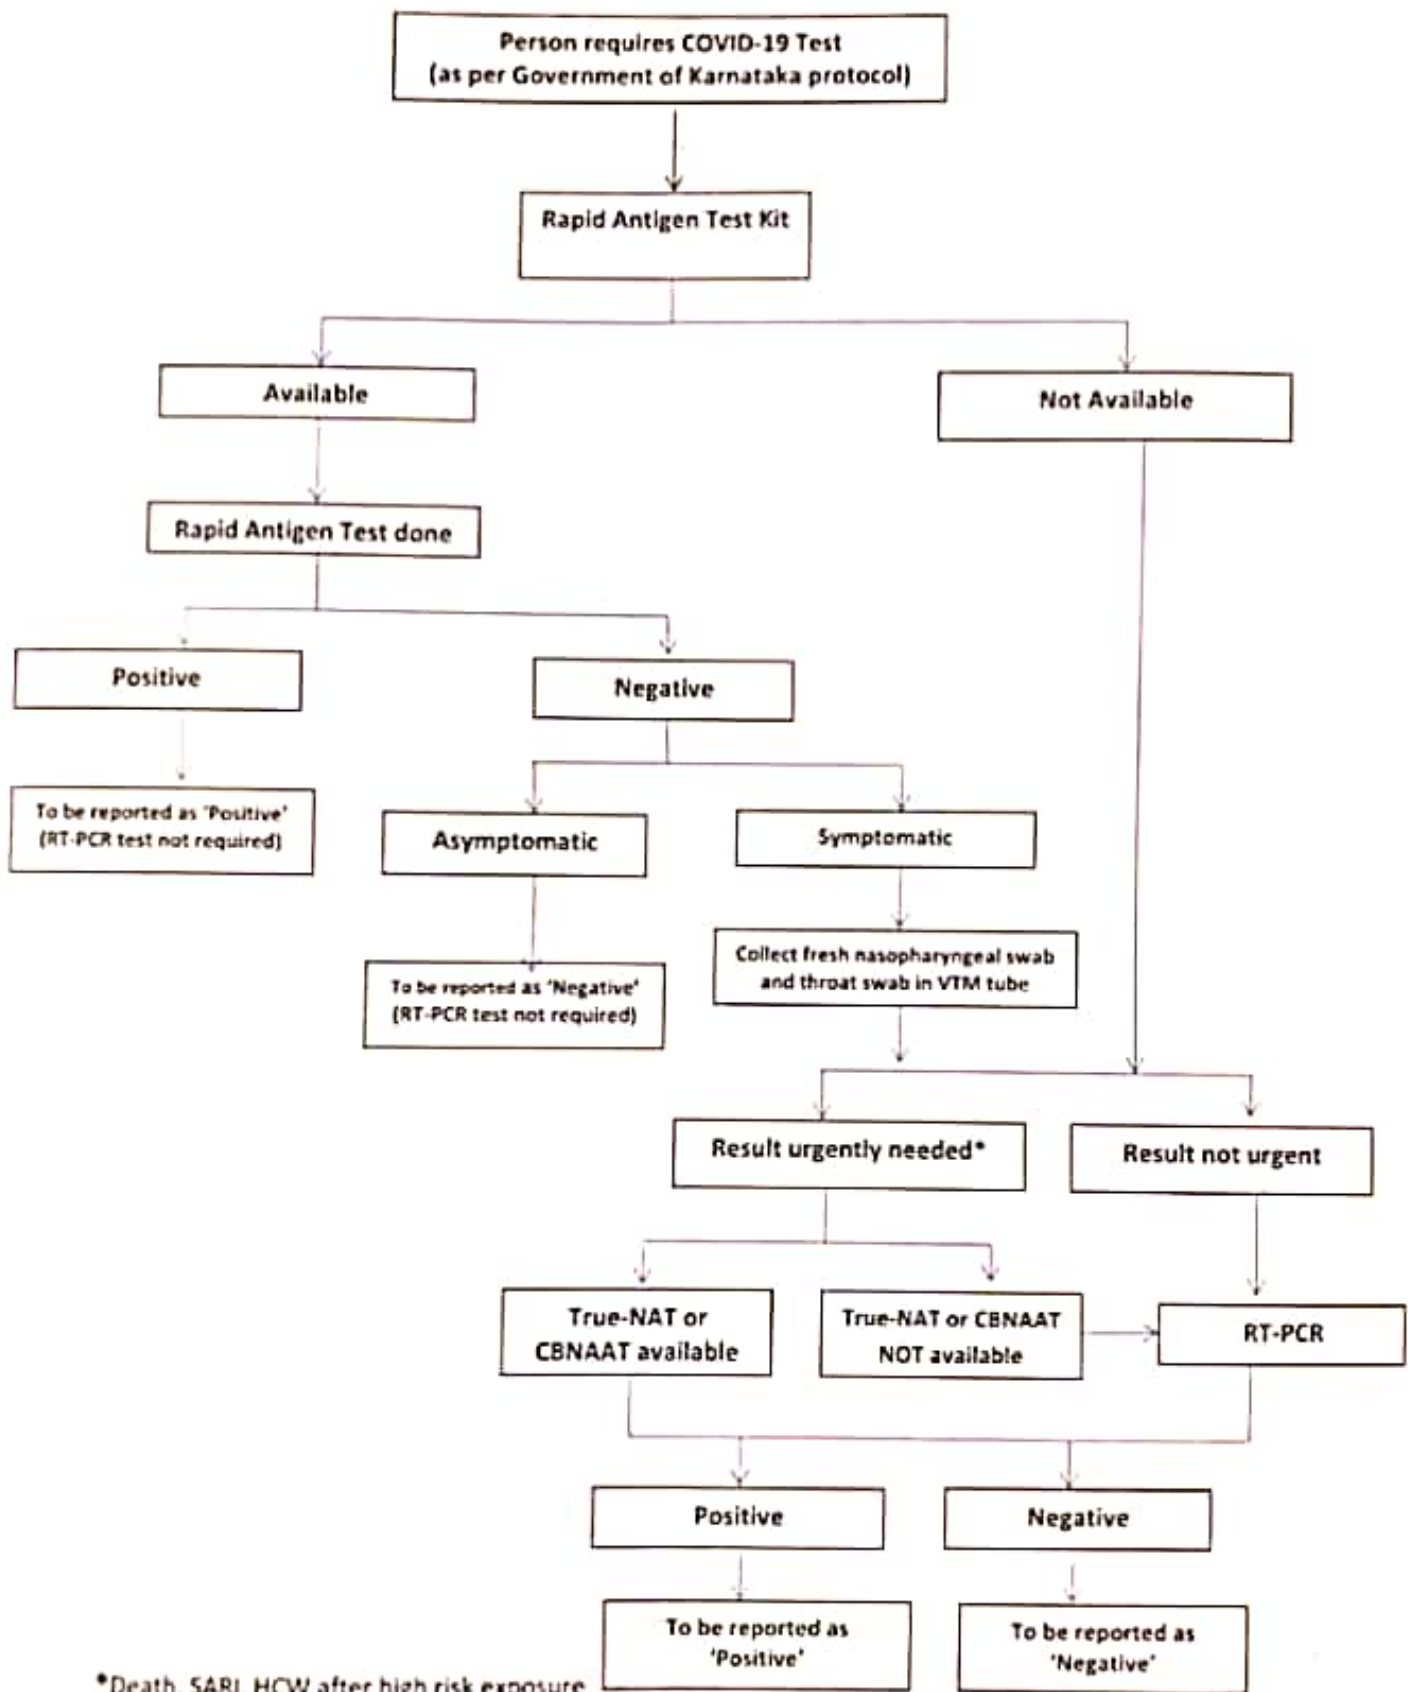 Person requires COVID-19 Test
(as per Government of Karnataka protocol)
Rapid Antigen Test Kit
Available
Not Available
Rapid Antigen Test done
Positive
Negative
To be reported as 'Positive'
(RT-PCR test not required)
Asymptomatic
Symptomatic
To be reported as 'Negative'
(RT-PCR test not required)
Collect fresh nasopharyngeal swab
and throat swab in VTM tube
Result urgently needed*
Result not urgent
True-NAT or
CBNAAT available
True-NAT or CBNAAT
NOT available
RT-PCR
Positive
Negative
To be reported as
'Positive'
To be reported as
'Negative'
*Death, SARI, HCW after high risk exposure